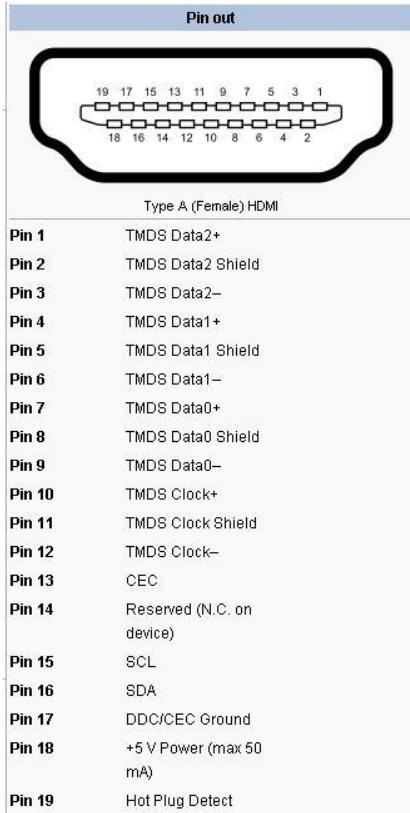 Pin out
19 17 15 13 11 9 7 5 3 1
18 16 14 12 10 8 6 4 2
Type A (Female) HDMI
Pin 1 TMDS Data2+
Pin 2 TMDS Data2 Shield
Pin 3 TMDS Data2–
Pin 4 TMDS Data1+
Pin 5 TMDS Data1 Shield
Pin 6 TMDS Data1–
Pin 7 TMDS Data0+
Pin 8 TMDS Data0 Shield
Pin 9 TMDS Data0–
Pin 10 TMDS Clock+
Pin 11 TMDS Clock Shield
Pin 12 TMDS Clock–
Pin 13 CEC
Pin 14 Reserved (N.C. on
device)
Pin 15 SCL
Pin 16 SDA
Pin 17 DDC/CEC Ground
Pin 18 +5 V Power (max 50
mA)
Pin 19 Hot Plug Detect